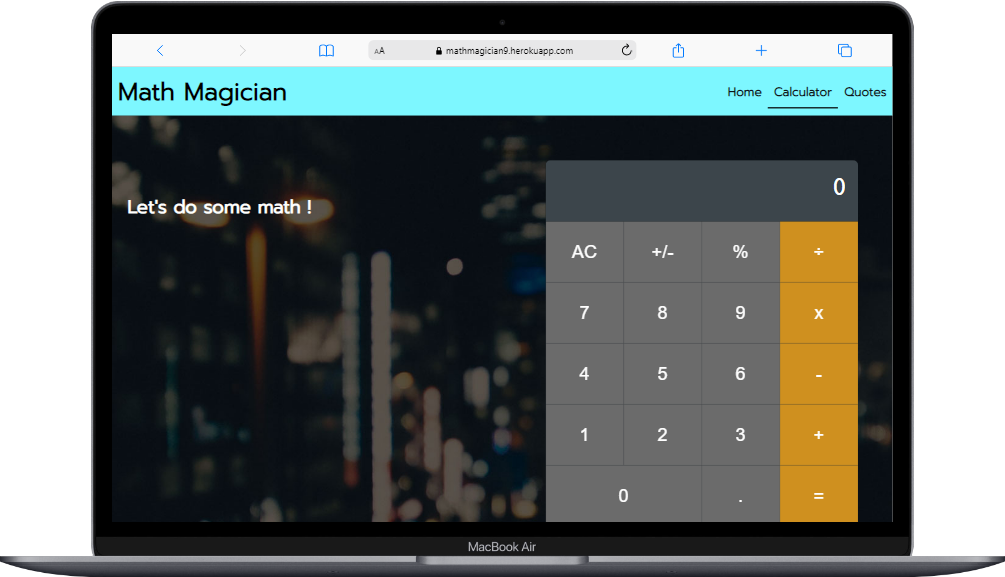 AA mathmagician9.herokuapp.com
Math Magician
Home Calculator Quotes
0
Let's do some math !
AC +/- % ÷
7 8 9 x
4 5 6 -
1 2 3 +
0 . =
MacBook Air